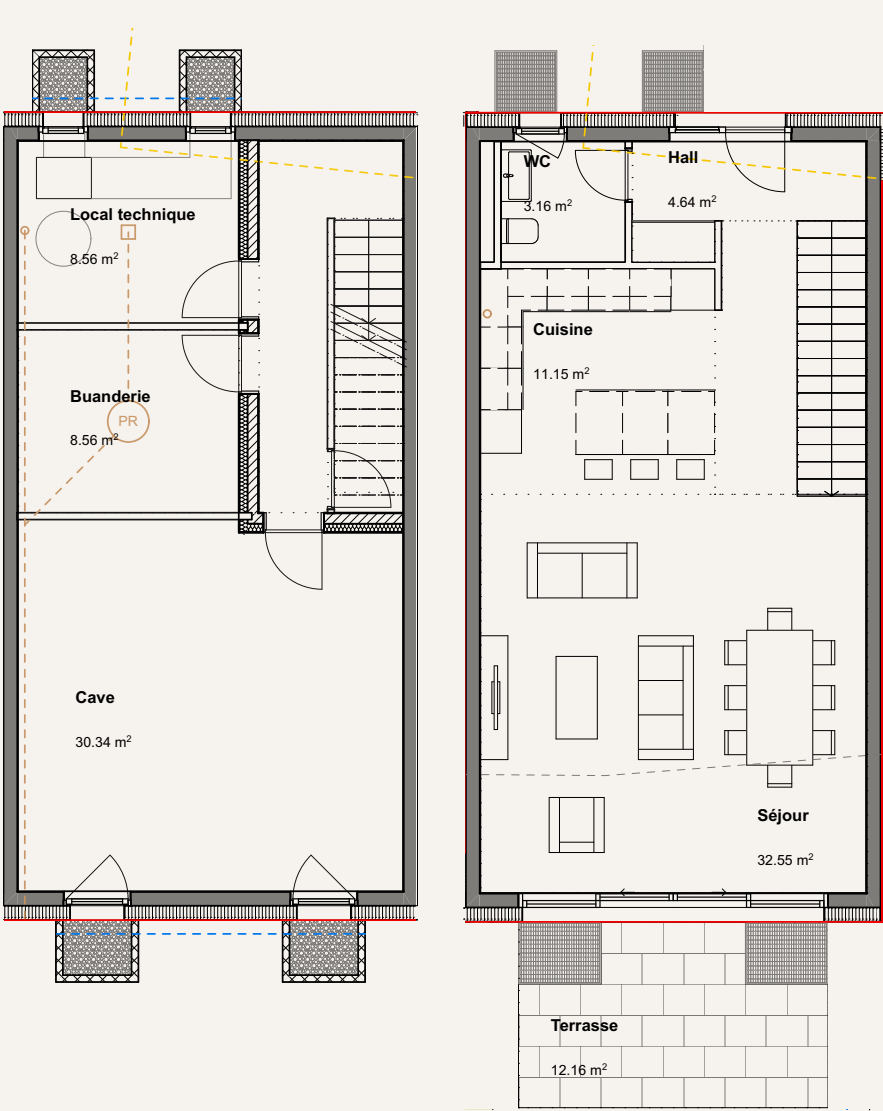 Local technique
8.56 m²
Buanderie
PR
8.56 m²
Cave
30.34 m²
WC
3.16 m²
Hall
4.64 m²
Cuisine
11.15 m²
Séjour
32.55 m²
Terrasse
12.16 m²